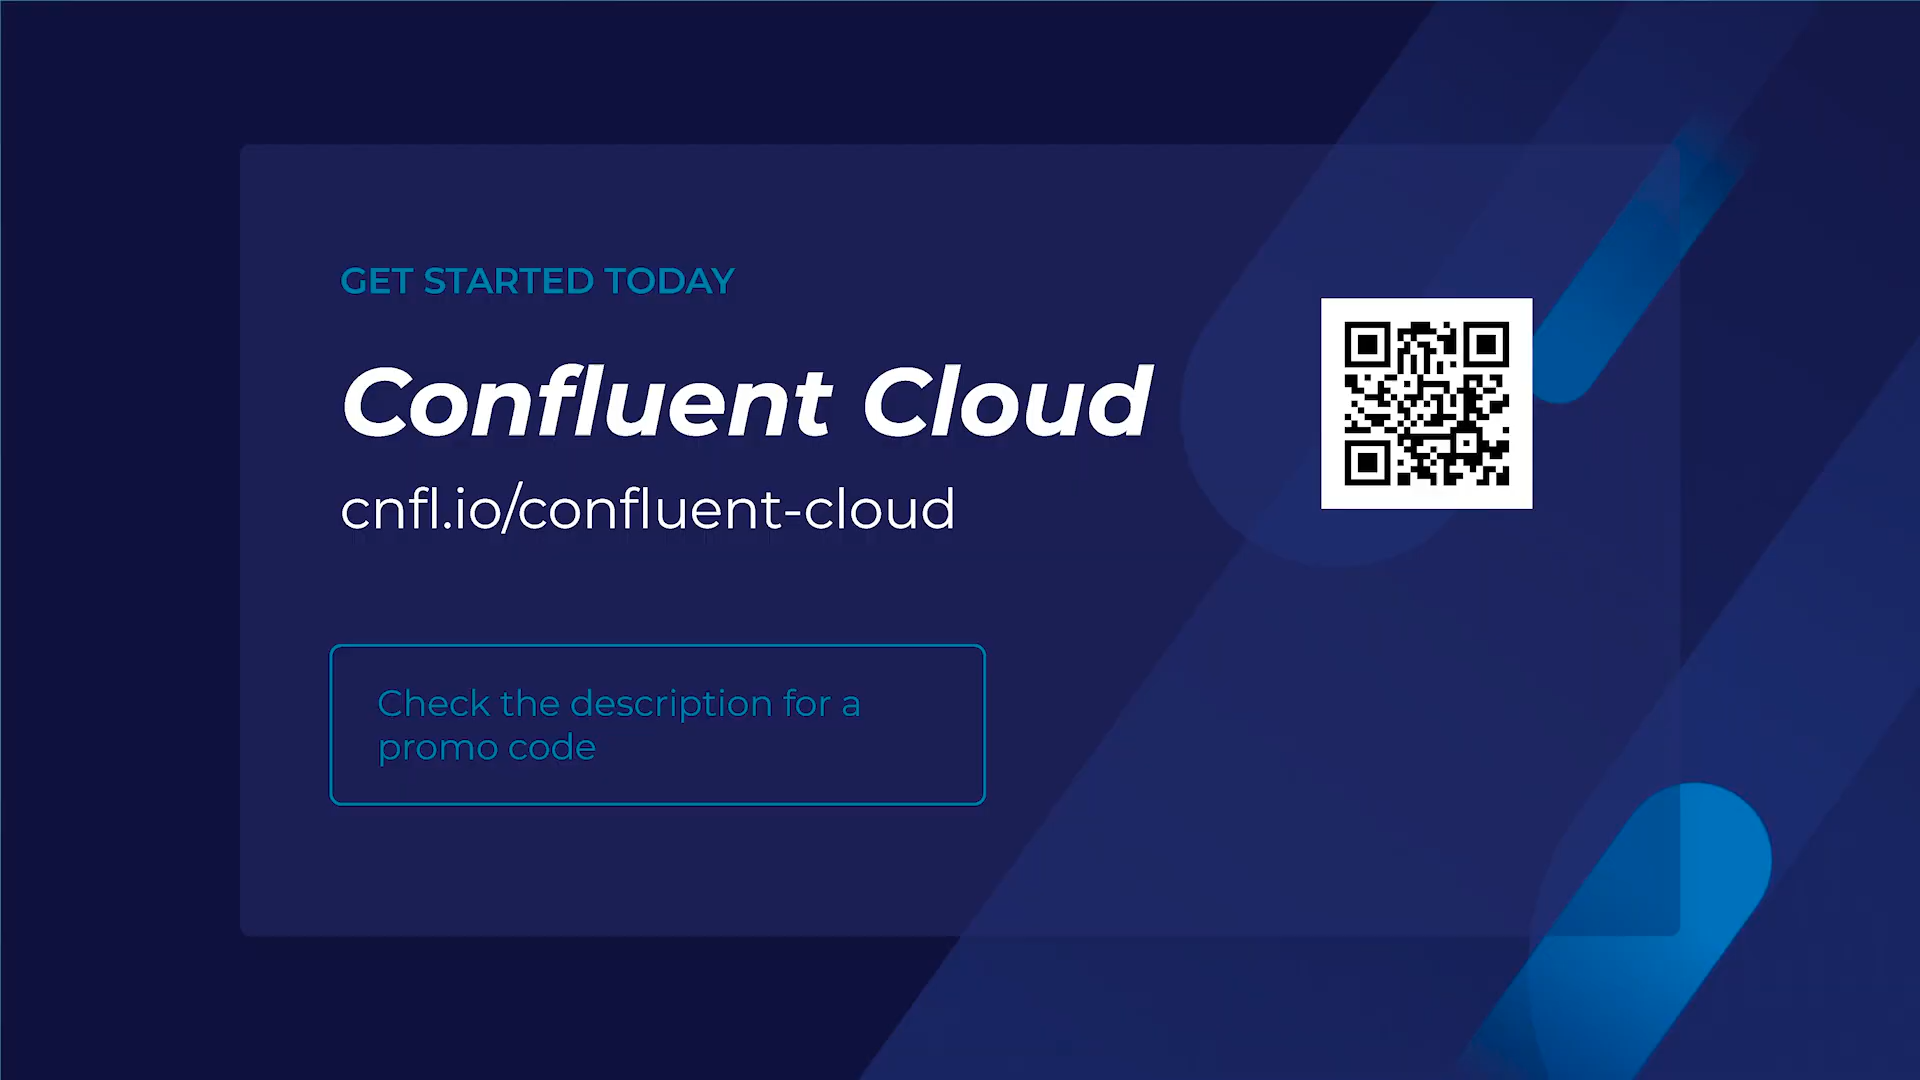 GET STARTED TODAY
Confluent Cloud
cnfl.io/confluent-cloud
Check the description for a
promo code